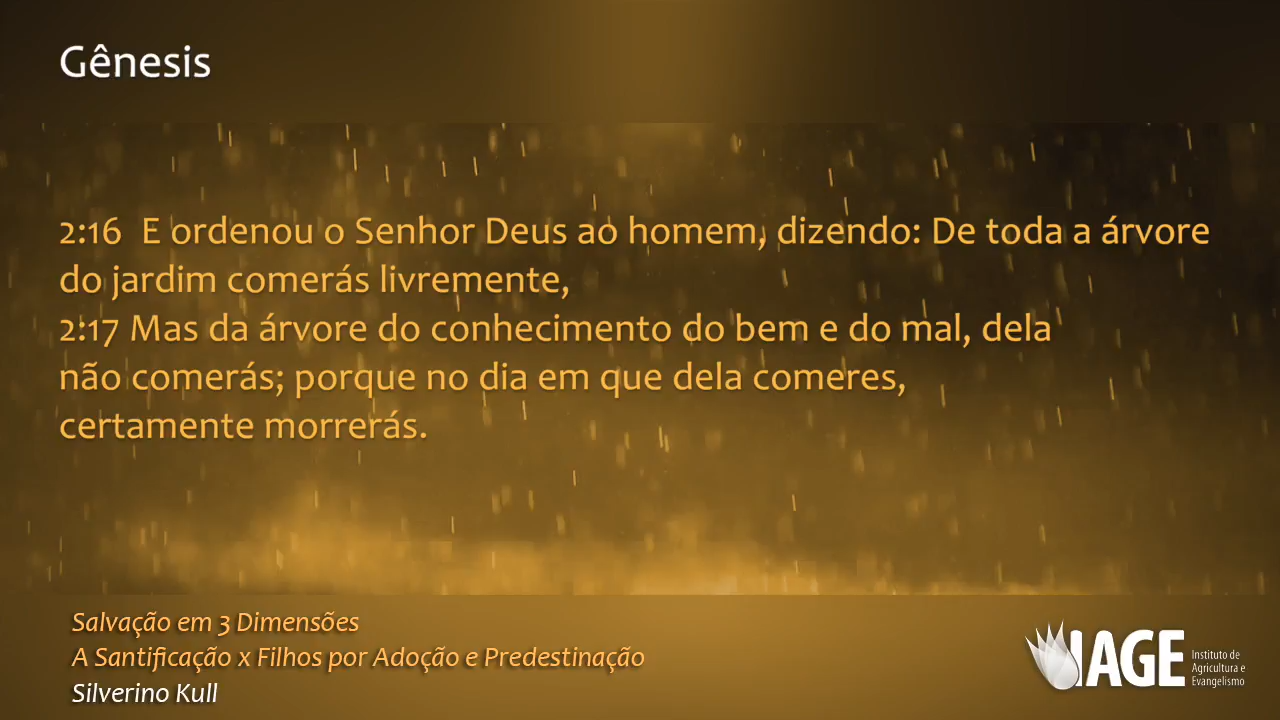 Gênesis
2:16  E ordenou o Senhor Deus ao homem, dizendo: De toda a árvore
do jardim comerás livremente,
2:17 Mas da árvore do conhecimento do bem e do mal, dela
não comerás; porque no dia em que dela comeres,
certamente morrerás.
Salvação em 3 Dimensões
A Santificação x Filhos por Adoção e Predestinação
Silverino Kull
IAGE
Instituto de
Agricultura e
Evangelismo